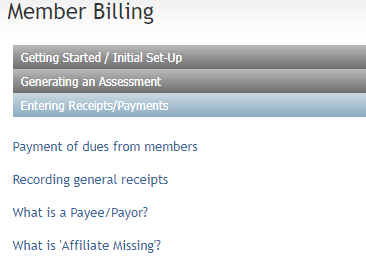 Member Billing
Getting Started / Initial Set-Up
Generating an Assessment
Entering Receipts/Payments
Payment of dues from members
Recording general receipts
What is a Payee/Payor?
What is 'Affiliate Missing'?